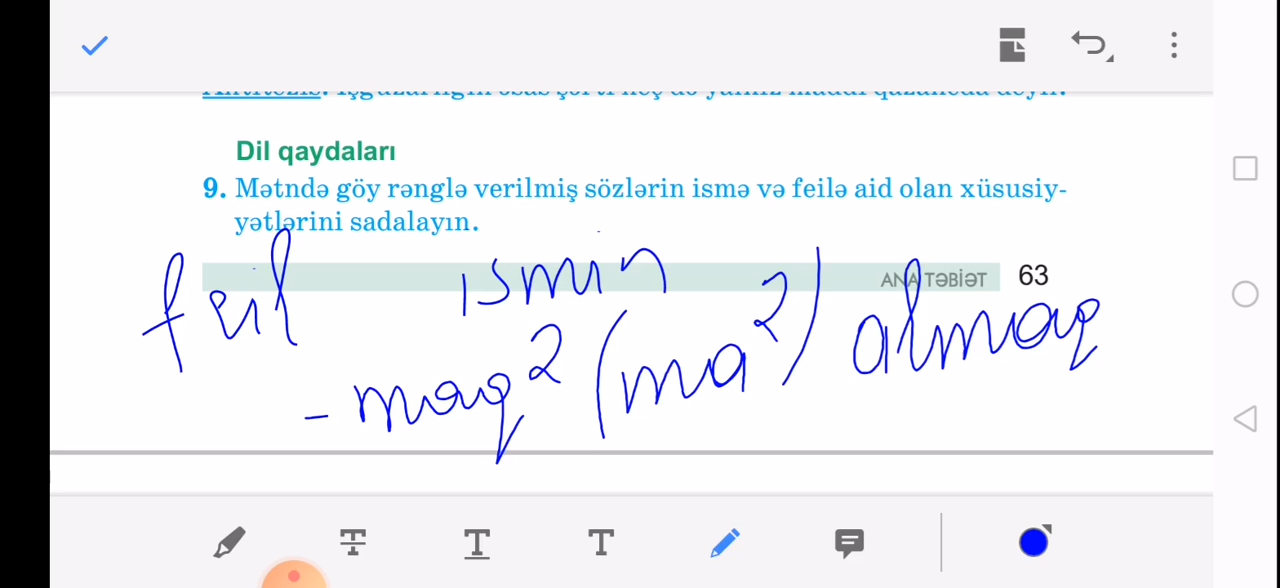 Dil qaydaları
9. Mətndə göy rənglə verilmiş sözlərin ismə və feilə aid olan xüsusiy-
yətlərini sadalayın.
ANA TƏBİƏT 63
feil ismin
- maq² (ma²) almaq
T T T